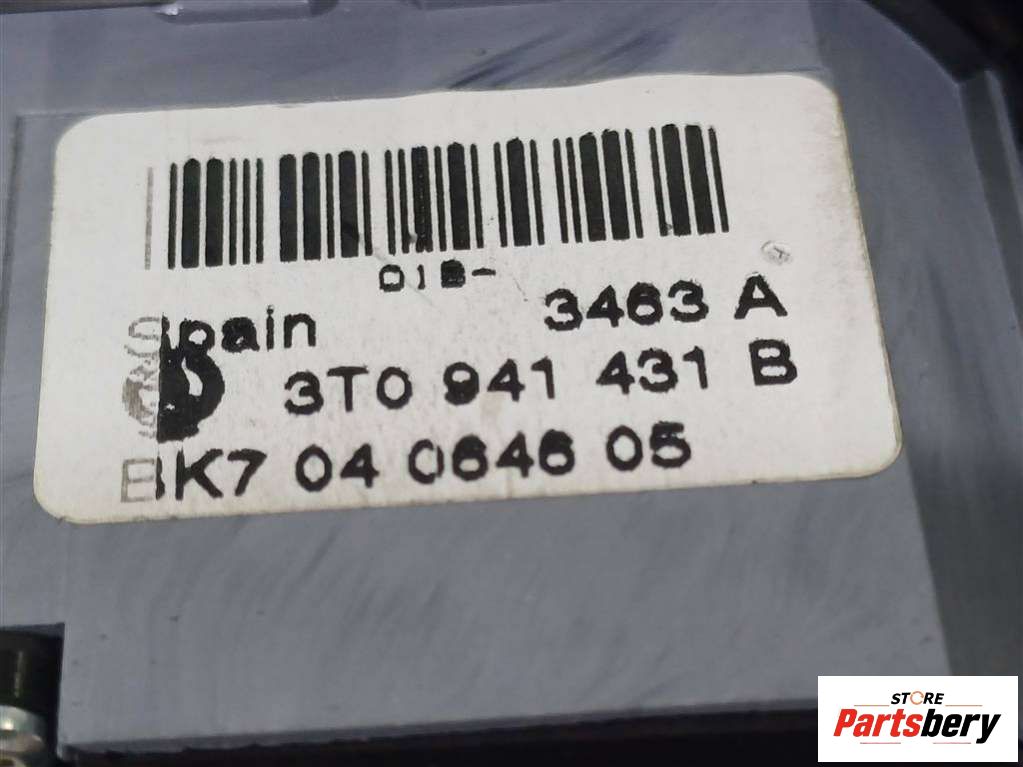 01B-
Spain 3463 A
3T0 941 431 B
BK7 04 0646 05
STORE
Partsbery